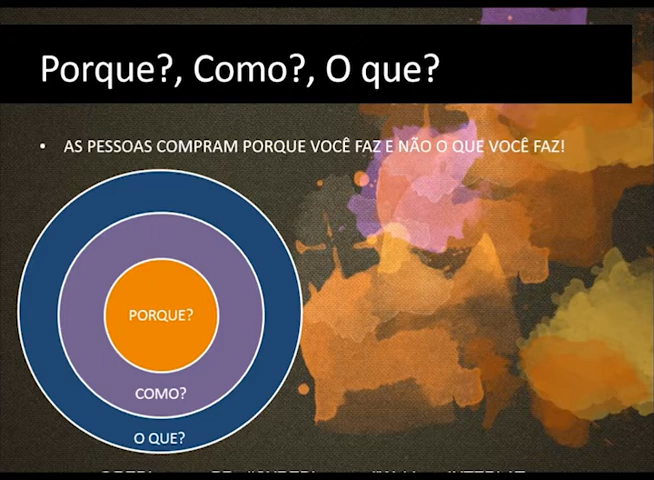 Porque?, Como?, O que?
• AS PESSOAS COMPRAM PORQUE VOCÊ FAZ E NÃO O QUE VOCÊ FAZ!
PORQUE?
COMO?
O QUE?